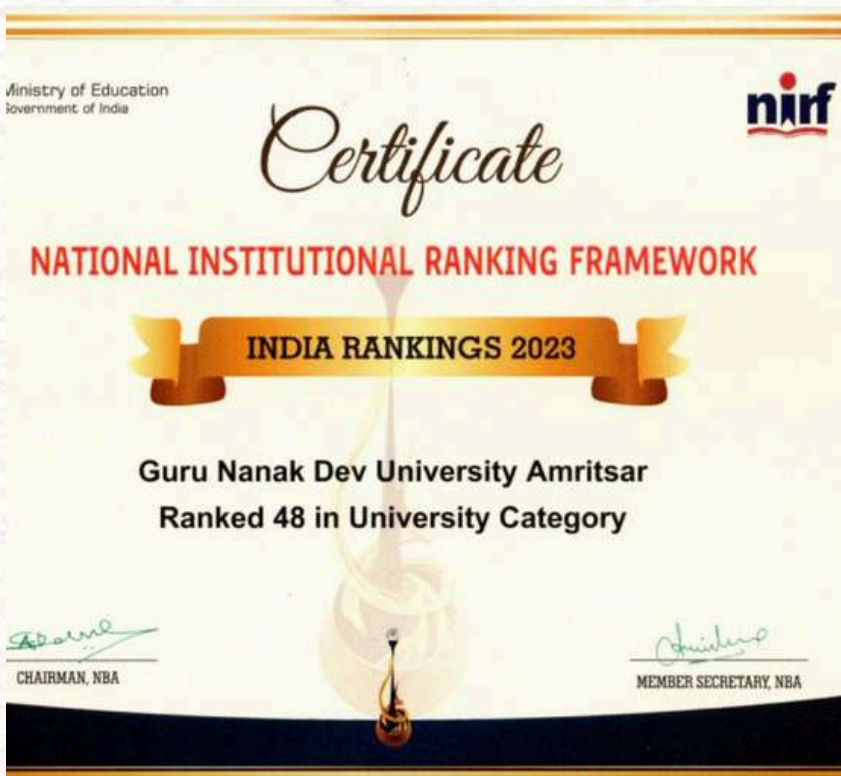 Ministry of Education
Government of India
nirf
Certificate
NATIONAL INSTITUTIONAL RANKING FRAMEWORK
INDIA RANKINGS 2023
Guru Nanak Dev University Amritsar
Ranked 48 in University Category
CHAIRMAN, NBA
MEMBER SECRETARY, NBA